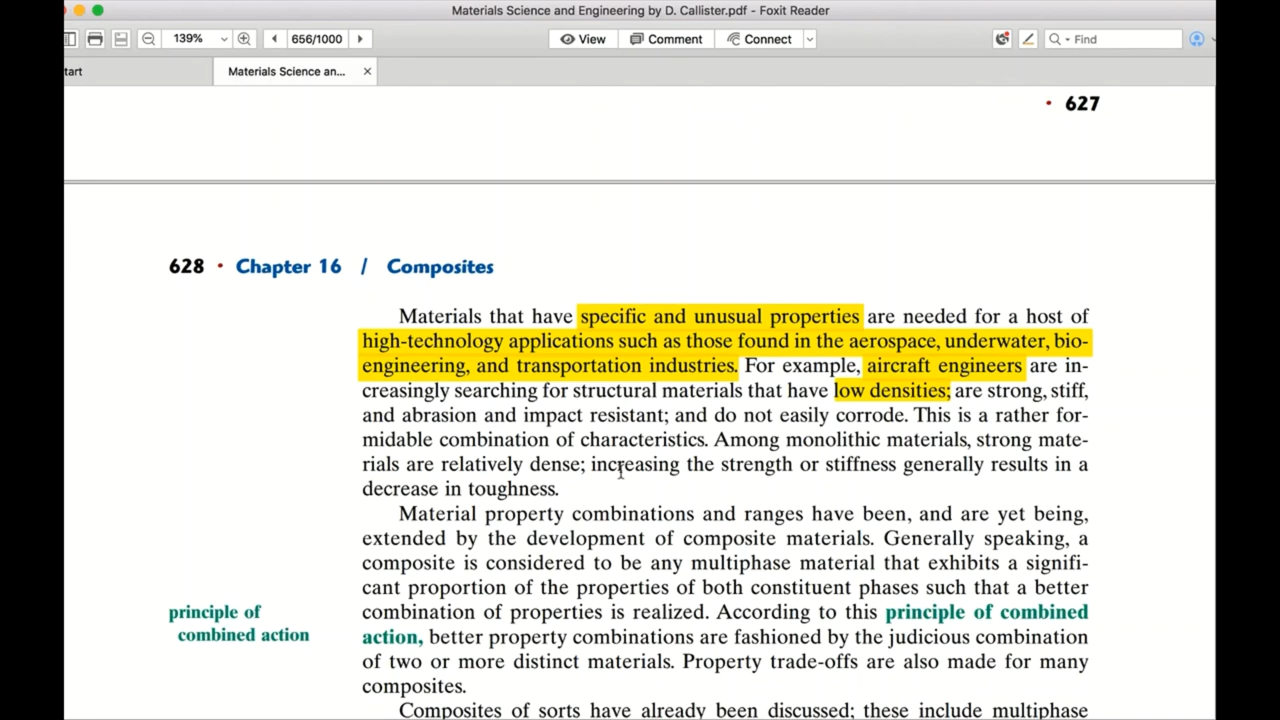 Materials Science and Engineering by D. Callister.pdf - Foxit Reader
139%
656/1000
View
Comment
Connect
Find
tart
Materials Science an...
• 627
628 • Chapter 16 / Composites
Materials that have specific and unusual properties are needed for a host of
high-technology applications such as those found in the aerospace, underwater, bio-
engineering, and transportation industries. For example, aircraft engineers are in-
creasingly searching for structural materials that have low densities; are strong, stiff,
and abrasion and impact resistant; and do not easily corrode. This is a rather for-
midable combination of characteristics. Among monolithic materials, strong mate-
rials are relatively dense; increasing the strength or stiffness generally results in a
decrease in toughness.
Material property combinations and ranges have been, and are yet being,
extended by the development of composite materials. Generally speaking, a
composite is considered to be any multiphase material that exhibits a signifi-
cant proportion of the properties of both constituent phases such that a better
combination of properties is realized. According to this principle of combined
action, better property combinations are fashioned by the judicious combination
of two or more distinct materials. Property trade-offs are also made for many
composites.
Composites of sorts have already been discussed; these include multiphase
principle of
combined action